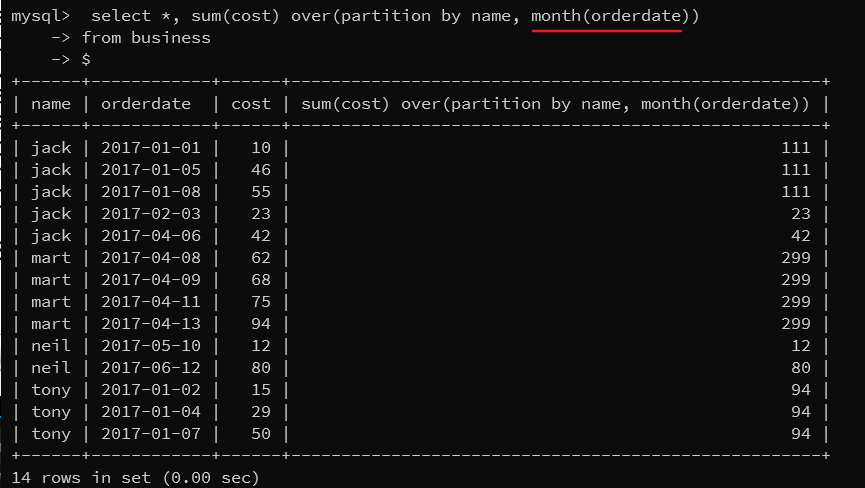 mysql>  select *, sum(cost) over(partition by name, month(orderdate))
    -> from business
    -> $
+------+------------+------+---------------------------------------------------+
| name | orderdate  | cost | sum(cost) over(partition by name, month(orderdate)) |
+------+------------+------+---------------------------------------------------+
| jack | 2017-01-01 |   10 |                                                 111 |
| jack | 2017-01-05 |   46 |                                                 111 |
| jack | 2017-01-08 |   55 |                                                 111 |
| jack | 2017-02-03 |   23 |                                                  23 |
| jack | 2017-04-06 |   42 |                                                  42 |
| mart | 2017-04-08 |   62 |                                                 299 |
| mart | 2017-04-09 |   68 |                                                 299 |
| mart | 2017-04-11 |   75 |                                                 299 |
| mart | 2017-04-13 |   94 |                                                 299 |
| neil | 2017-05-10 |   12 |                                                  12 |
| neil | 2017-06-12 |   80 |                                                  80 |
| tony | 2017-01-02 |   15 |                                                  94 |
| tony | 2017-01-04 |   29 |                                                  94 |
| tony | 2017-01-07 |   50 |                                                  94 |
+------+------------+------+---------------------------------------------------+
14 rows in set (0.00 sec)